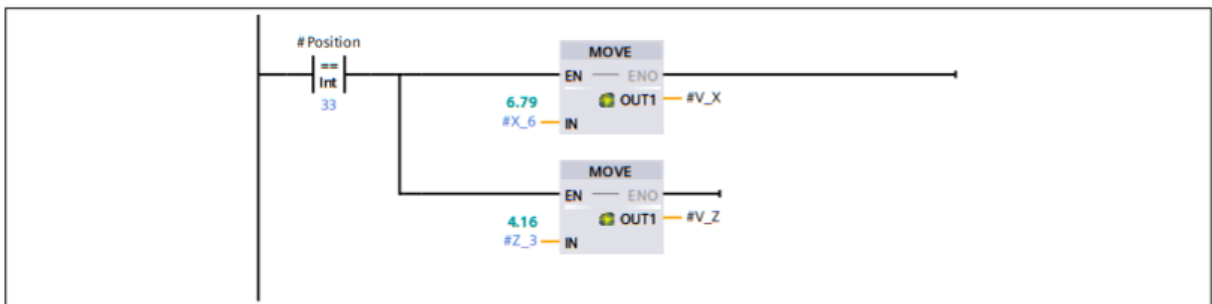 #Position
==
Int
33
MOVE
EN ENO
OUT1 #V_X
6.79
#X_6 IN
MOVE
EN ENO
OUT1 #V_Z
4.16
#Z_3 IN